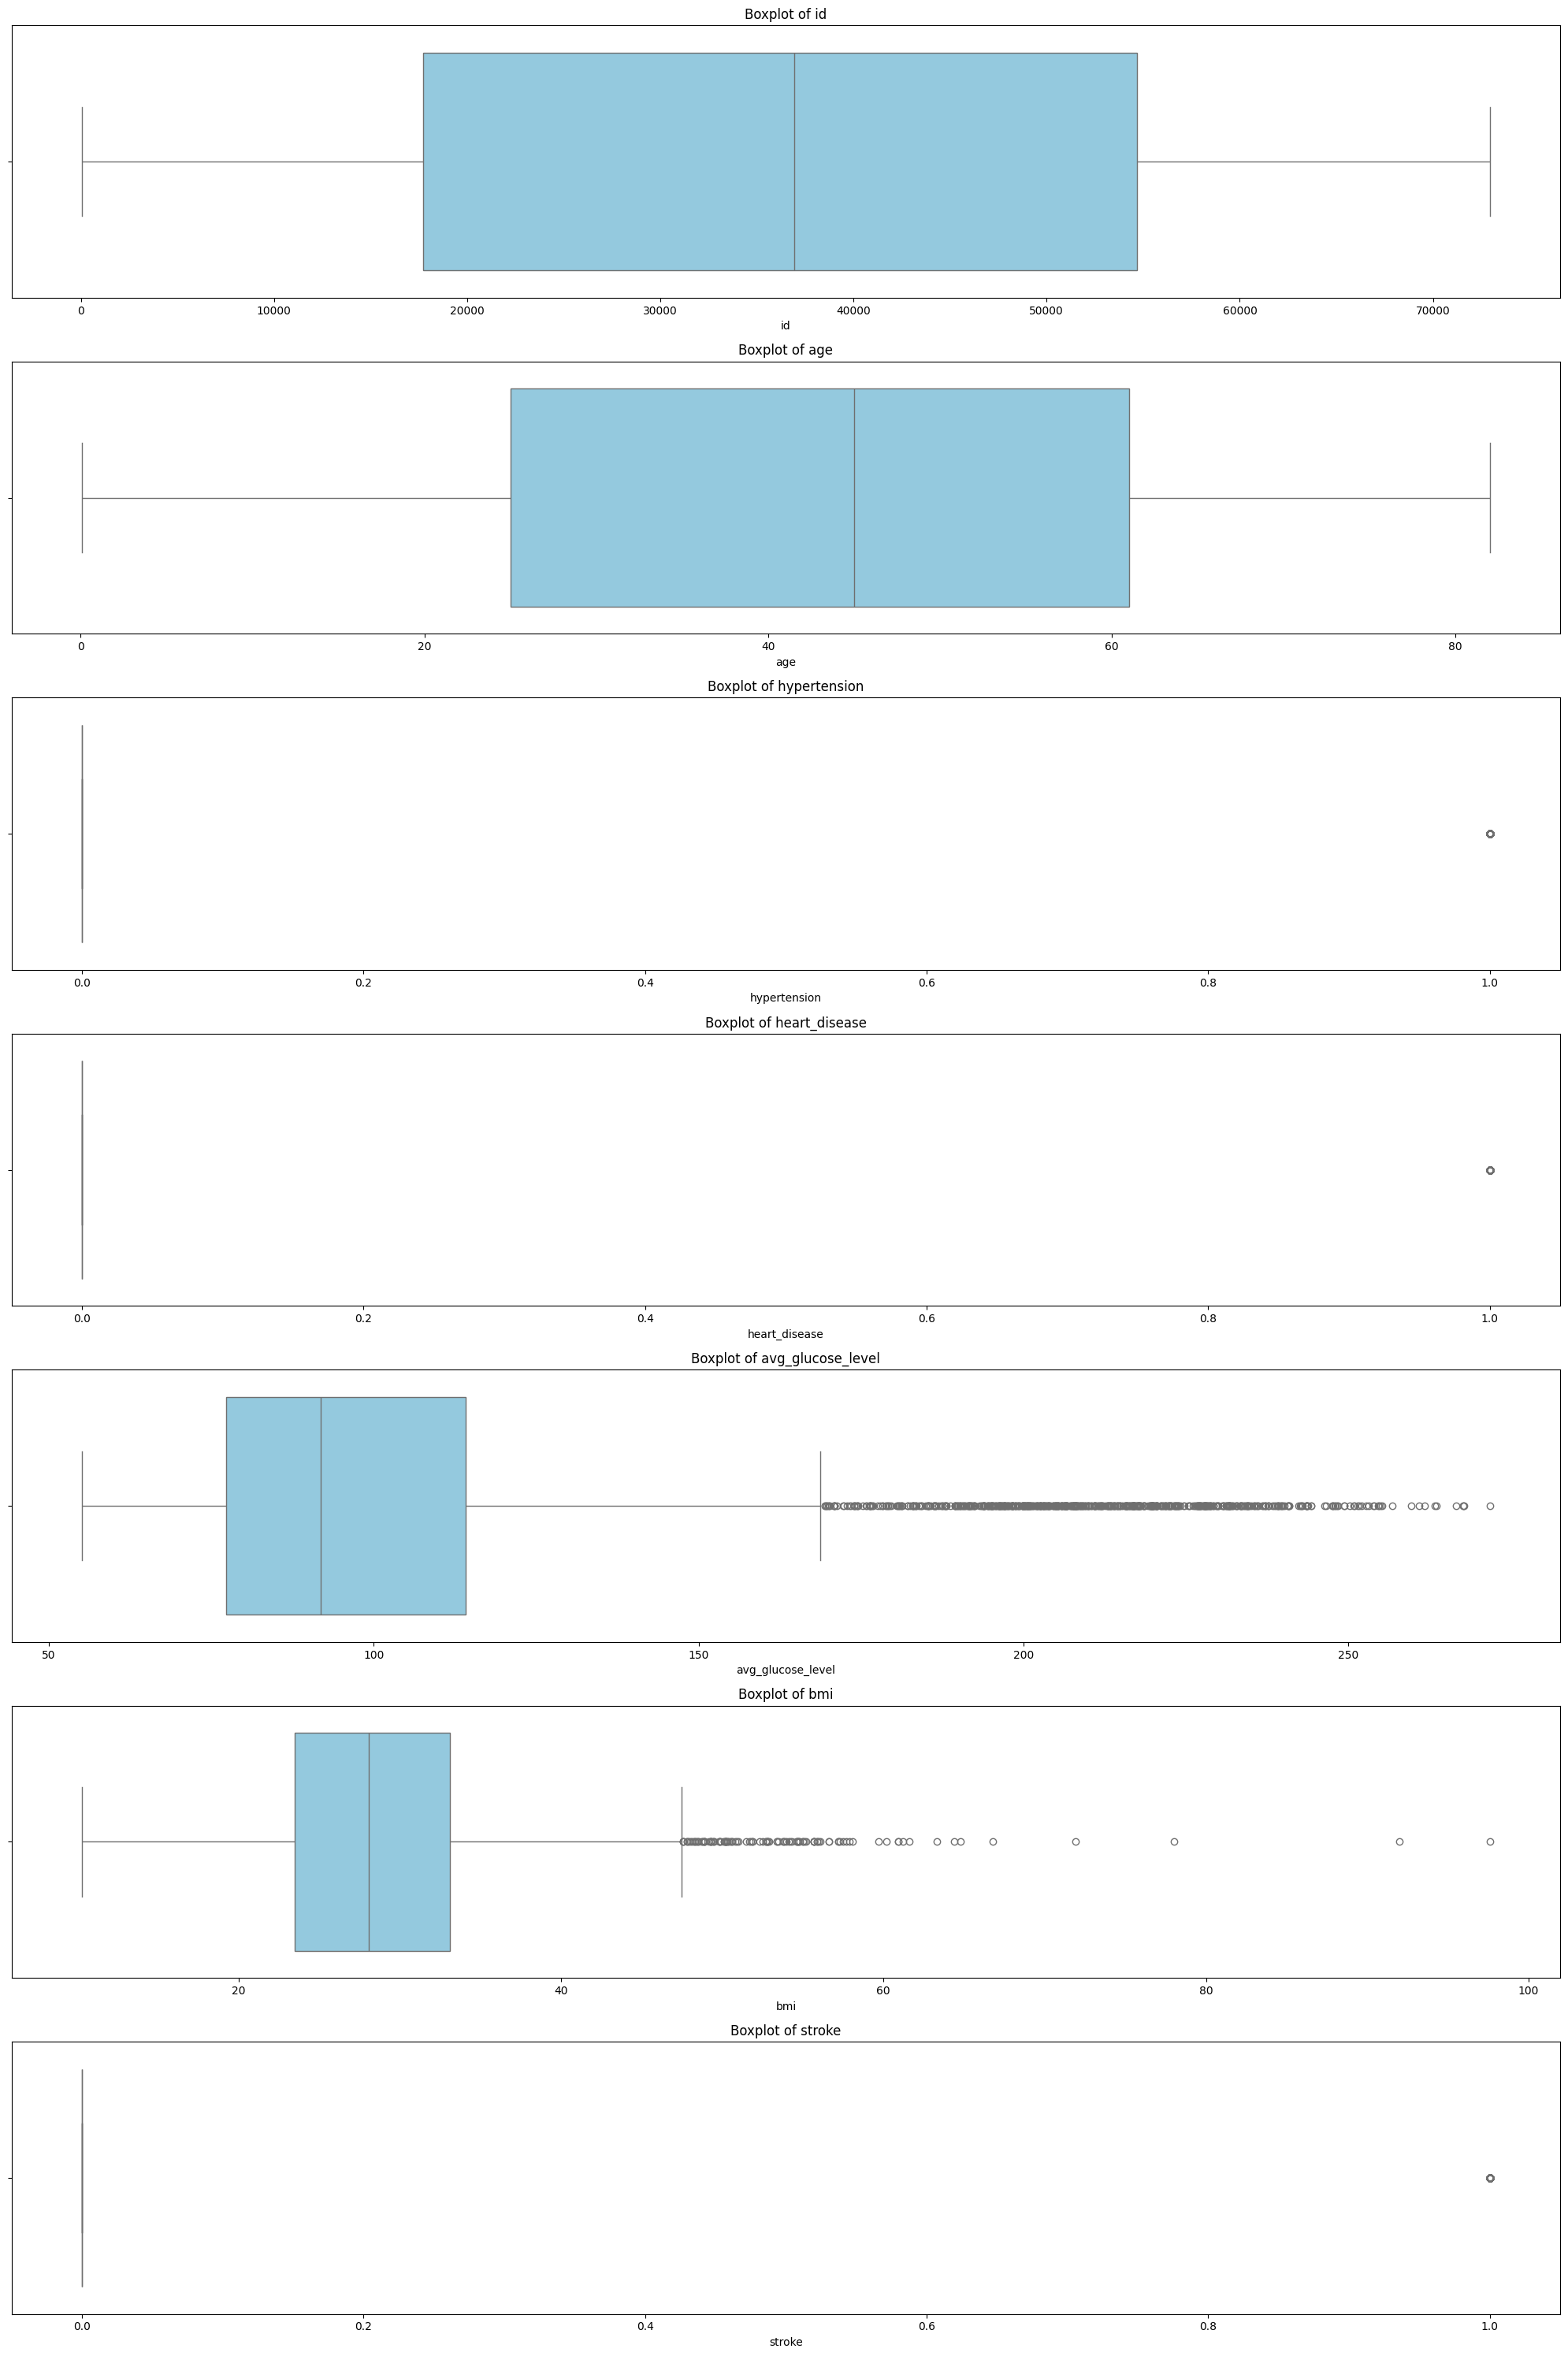 Boxplot of id
0 10000 20000 30000 40000 50000 60000 70000
id
Boxplot of age
0 20 40 60 80
age
Boxplot of hypertension
0.0 0.2 0.4 0.6 0.8 1.0
hypertension
Boxplot of heart_disease
0.0 0.2 0.4 0.6 0.8 1.0
heart_disease
Boxplot of avg_glucose_level
50 100 150 200 250
avg_glucose_level
Boxplot of bmi
20 40 60 80 100
bmi
Boxplot of stroke
0.0 0.2 0.4 0.6 0.8 1.0
stroke